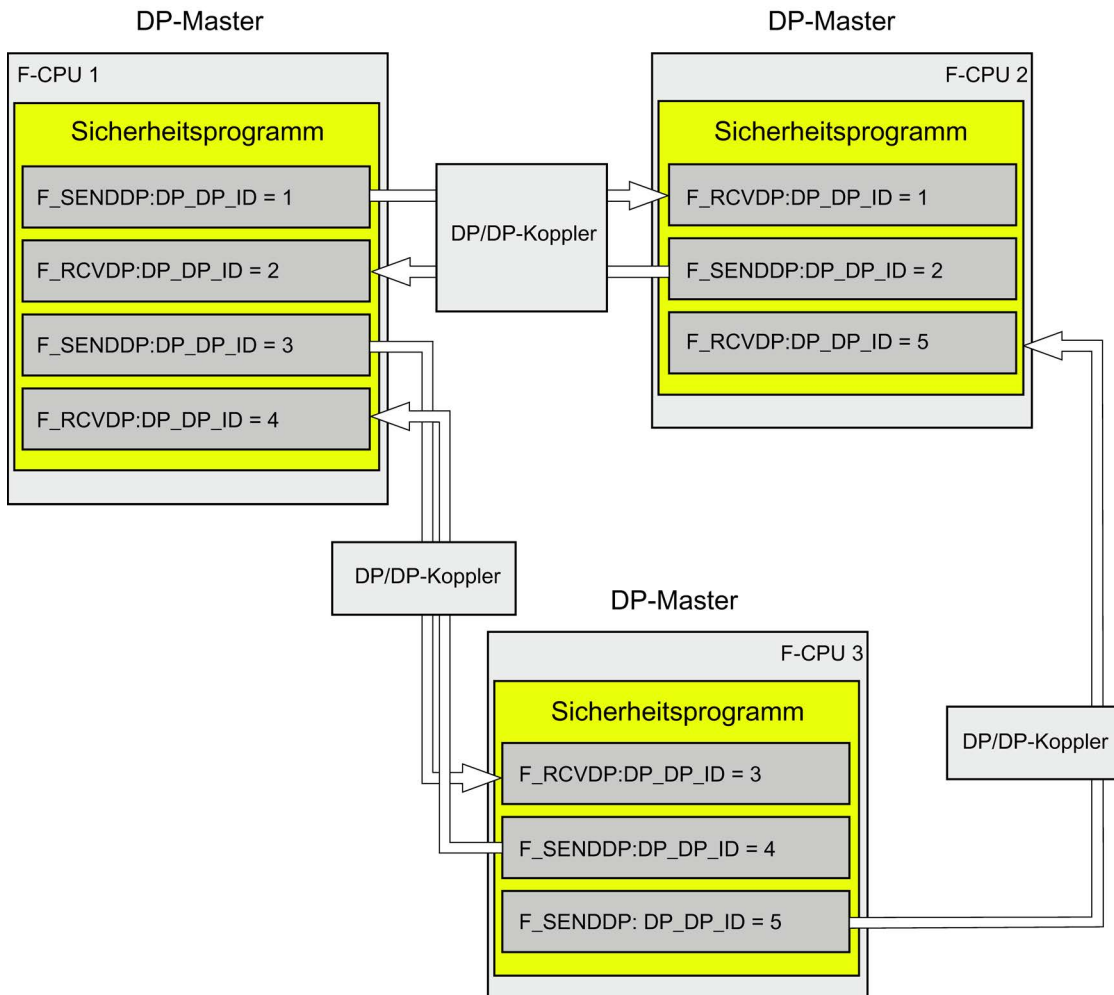 DP-Master
F-CPU 1
Sicherheitsprogramm
F_SENDDP:DP_DP_ID = 1
F_RCVDP:DP_DP_ID = 2
F_SENDDP:DP_DP_ID = 3
F_RCVDP:DP_DP_ID = 4
DP/DP-Koppler
DP-Master
F-CPU 2
Sicherheitsprogramm
F_RCVDP:DP_DP_ID = 1
F_SENDDP:DP_DP_ID = 2
F_RCVDP:DP_DP_ID = 5
DP/DP-Koppler
DP-Master
F-CPU 3
Sicherheitsprogramm
F_RCVDP:DP_DP_ID = 3
F_SENDDP:DP_DP_ID = 4
F_SENDDP: DP_DP_ID = 5
DP/DP-Koppler